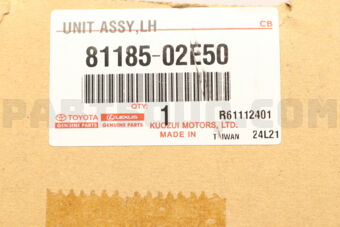 UNIT ASSY,LH
CB
81185-02E50
QTY.
1
R61112401
TOYOTA
GENUINE PARTS
LEXUS
GENUINE PARTS
KUOZUI MOTORS, LTD.
MADE IN
TAIWAN
24L21